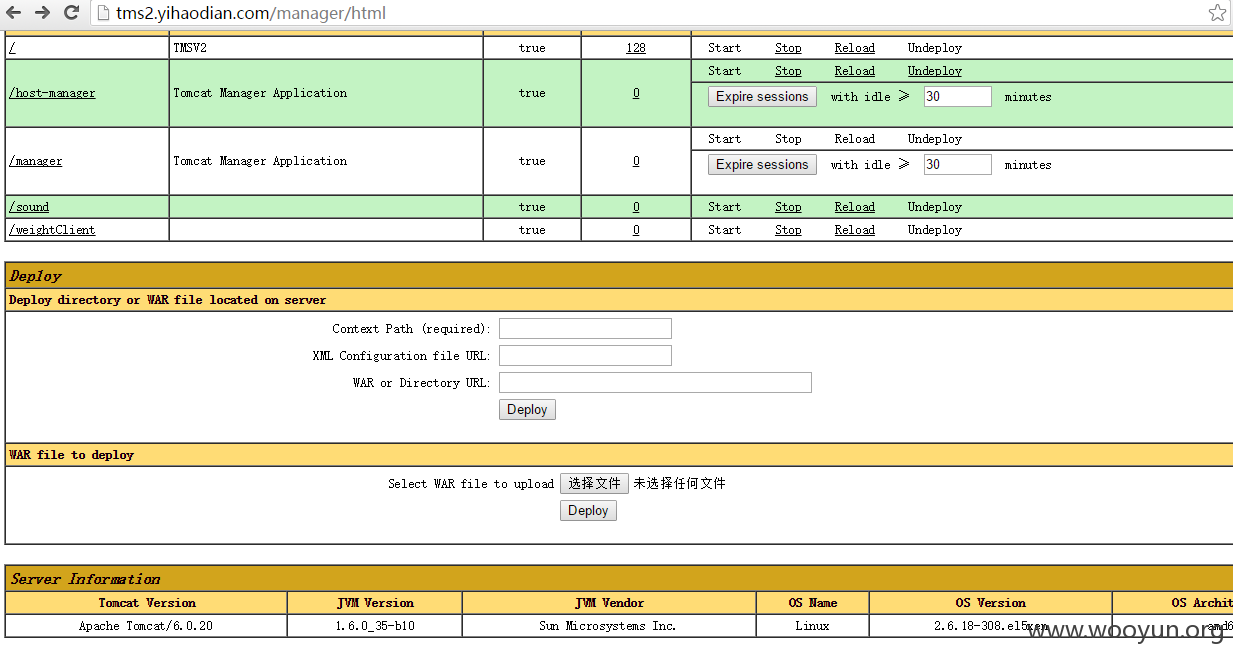 tms2.yihaodian.com/manager/html
/ TMSV2 true 128 Start Stop Reload Undeploy
/host-manager Tomcat Manager Application true 0 Start Stop Reload Undeploy
Expire sessions with idle ≥ 30 minutes
/manager Tomcat Manager Application true 0 Start Stop Reload Undeploy
Expire sessions with idle ≥ 30 minutes
/sound true 0 Start Stop Reload Undeploy
/weightClient true 0 Start Stop Reload Undeploy
Deploy
Deploy directory or WAR file located on server
Context Path (required):
XML Configuration file URL:
WAR or Directory URL:
Deploy
WAR file to deploy
Select WAR file to upload 选择文件 未选择任何文件
Deploy
Server Information
Tomcat Version JVM Version JVM Vendor OS Name OS Version OS Archit
Apache Tomcat/6.0.20 1.6.0_35-b10 Sun Microsystems Inc. Linux 2.6.18-308.el5xen amd6
www.wooyun.org